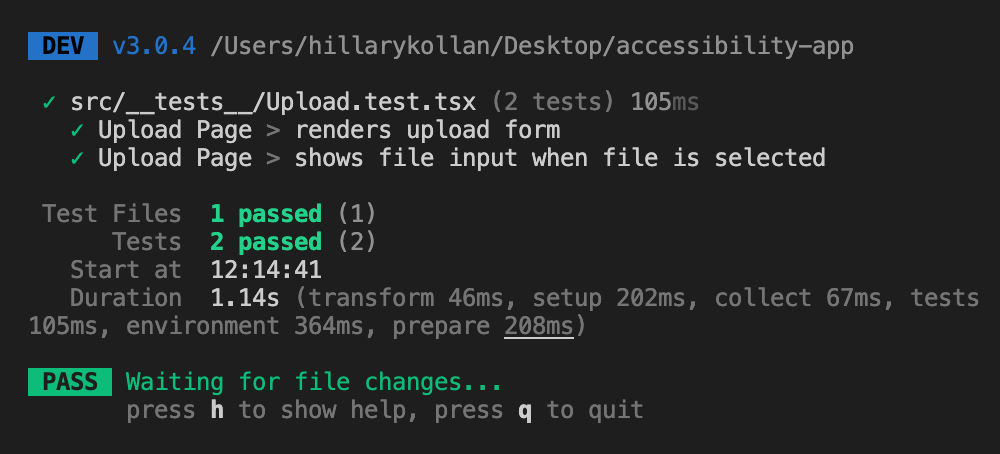 DEV v3.0.4 /Users/hillarykollan/Desktop/accessibility-app
✓ src/__tests__/Upload.test.tsx (2 tests) 105ms
✓ Upload Page > renders upload form
✓ Upload Page > shows file input when file is selected
Test Files 1 passed (1)
Tests 2 passed (2)
Start at 12:14:41
Duration 1.14s (transform 46ms, setup 202ms, collect 67ms, tests
105ms, environment 364ms, prepare 208ms)
PASS Waiting for file changes...
press h to show help, press q to quit